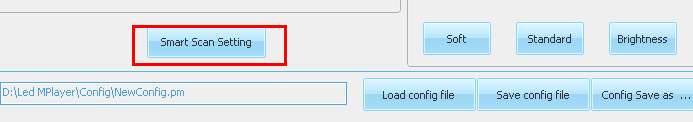 Smart Scan Setting
Soft
Standard
Brightness
D:\Led MPlayer\Config\NewConfig.pm
Load config file
Save config file
Config Save as ...